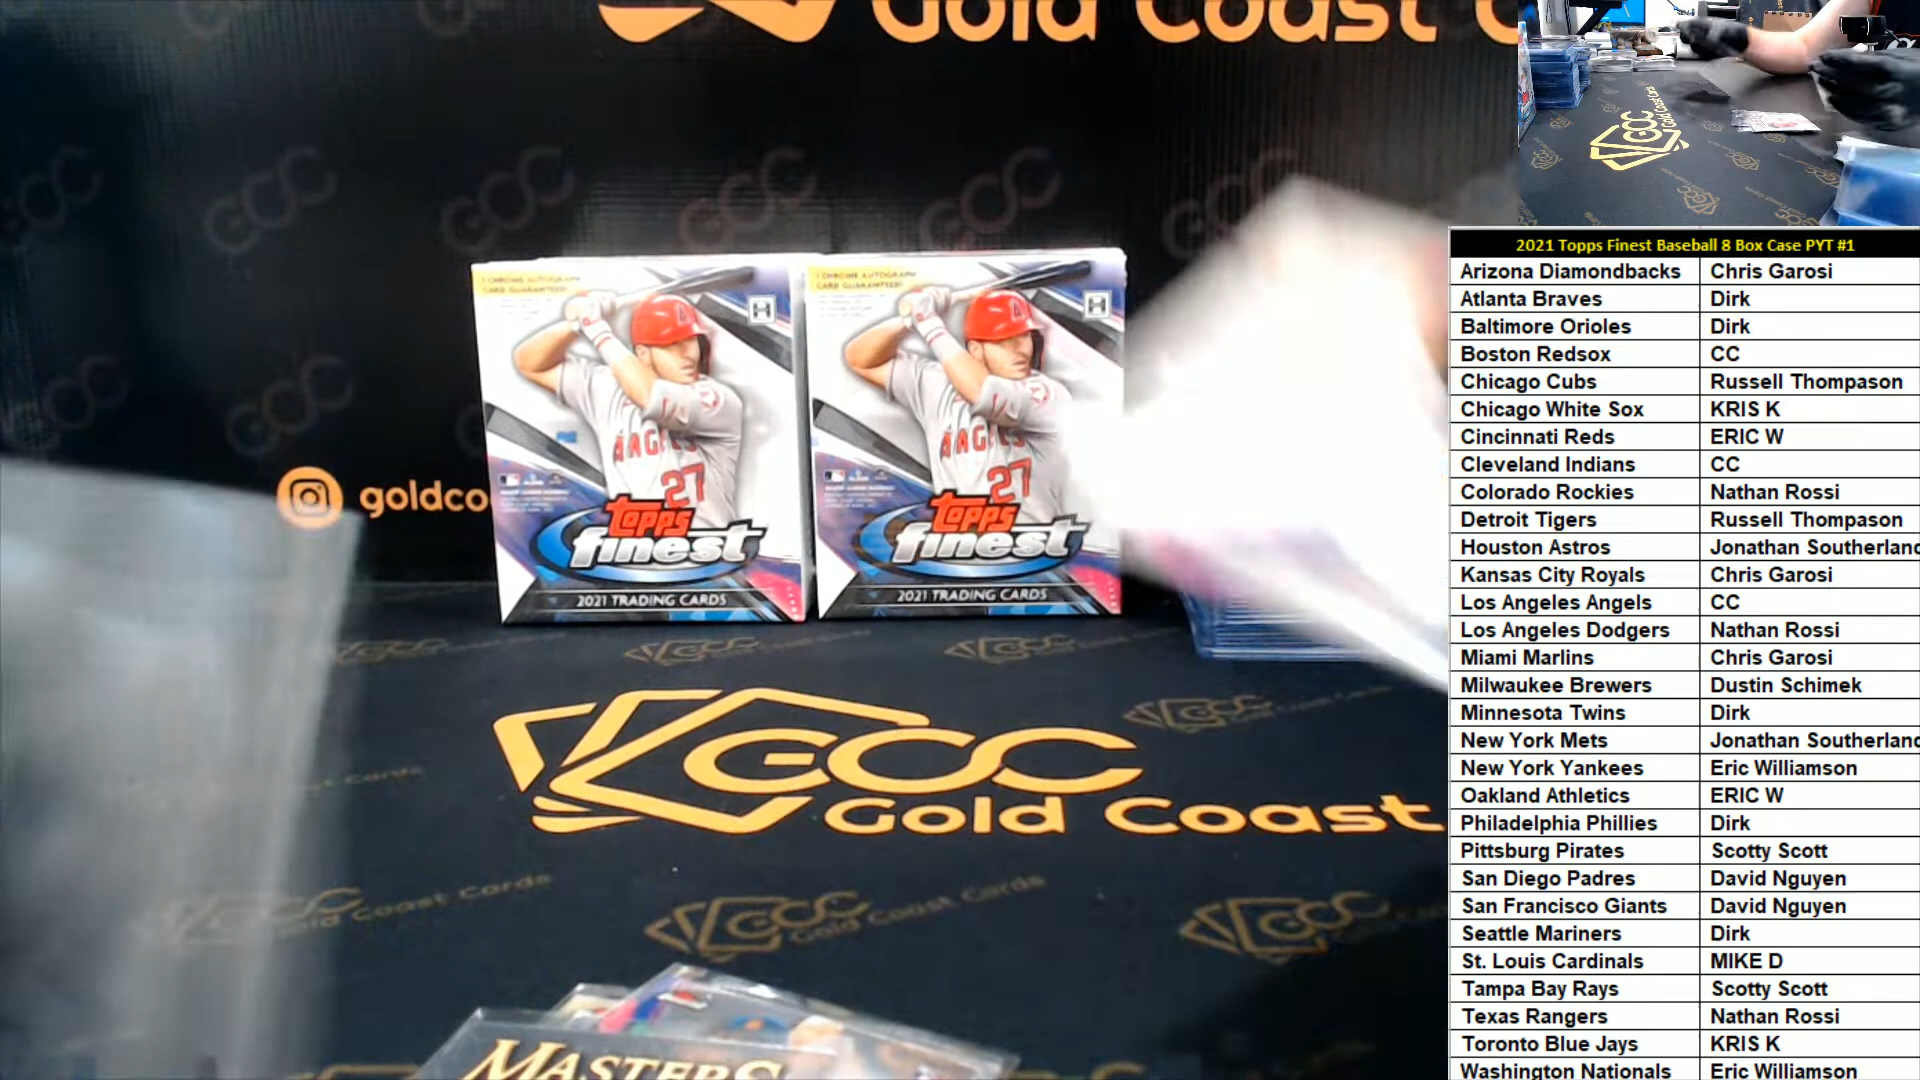 Gold Coast C
goldco
1 CHROME AUTOGRAPH
CARD GUARANTEED!
H
ANGELS
27
Topps
finest
2021 TRADING CARDS
1 CHROME AUTOGRAPH
CARD GUARANTEED!
H
ANGELS
27
Topps
finest
2021 TRADING CARDS
GCC
Gold Coast
MASTERS
GCC
Gold Coast Cards
2021 Topps Finest Baseball 8 Box Case PYT #1
Arizona Diamondbacks Chris Garosi
Atlanta Braves Dirk
Baltimore Orioles Dirk
Boston Redsox CC
Chicago Cubs Russell Thompason
Chicago White Sox KRIS K
Cincinnati Reds ERIC W
Cleveland Indians CC
Colorado Rockies Nathan Rossi
Detroit Tigers Russell Thompason
Houston Astros Jonathan Southerland
Kansas City Royals Chris Garosi
Los Angeles Angels CC
Los Angeles Dodgers Nathan Rossi
Miami Marlins Chris Garosi
Milwaukee Brewers Dustin Schimek
Minnesota Twins Dirk
New York Mets Jonathan Southerland
New York Yankees Eric Williamson
Oakland Athletics ERIC W
Philadelphia Phillies Dirk
Pittsburg Pirates Scotty Scott
San Diego Padres David Nguyen
San Francisco Giants David Nguyen
Seattle Mariners Dirk
St. Louis Cardinals MIKE D
Tampa Bay Rays Scotty Scott
Texas Rangers Nathan Rossi
Toronto Blue Jays KRIS K
Washington Nationals Eric Williamson